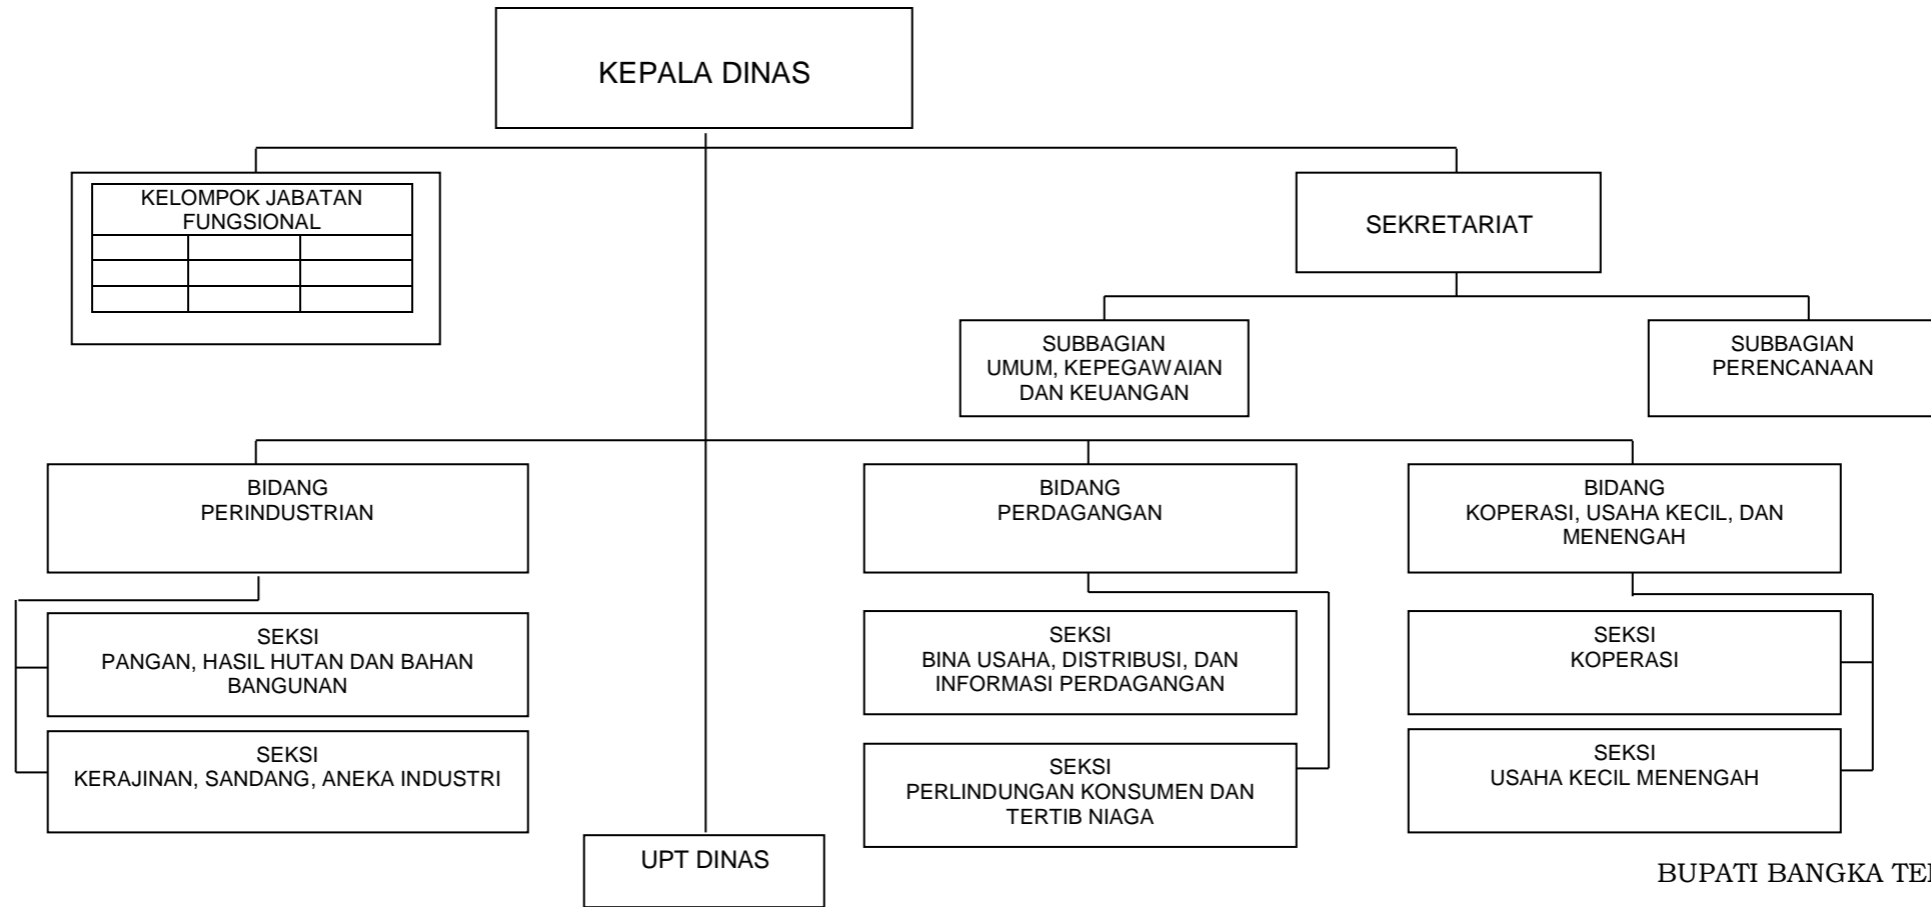 KEPALA DINAS
KELOMPOK JABATAN
FUNGSIONAL
SEKRETARIAT
SUBBAGIAN
UMUM, KEPEGAWAIAN
DAN KEUANGAN
SUBBAGIAN
PERENCANAAN
BIDANG
PERINDUSTRIAN
BIDANG
PERDAGANGAN
BIDANG
KOPERASI, USAHA KECIL, DAN
MENENGAH
SEKSI
PANGAN, HASIL HUTAN DAN BAHAN
BANGUNAN
SEKSI
BINA USAHA, DISTRIBUSI, DAN
INFORMASI PERDAGANGAN
SEKSI
KOPERASI
SEKSI
KERAJINAN, SANDANG, ANEKA INDUSTRI
SEKSI
PERLINDUNGAN KONSUMEN DAN
TERTIB NIAGA
SEKSI
USAHA KECIL MENENGAH
UPT DINAS
BUPATI BANGKA